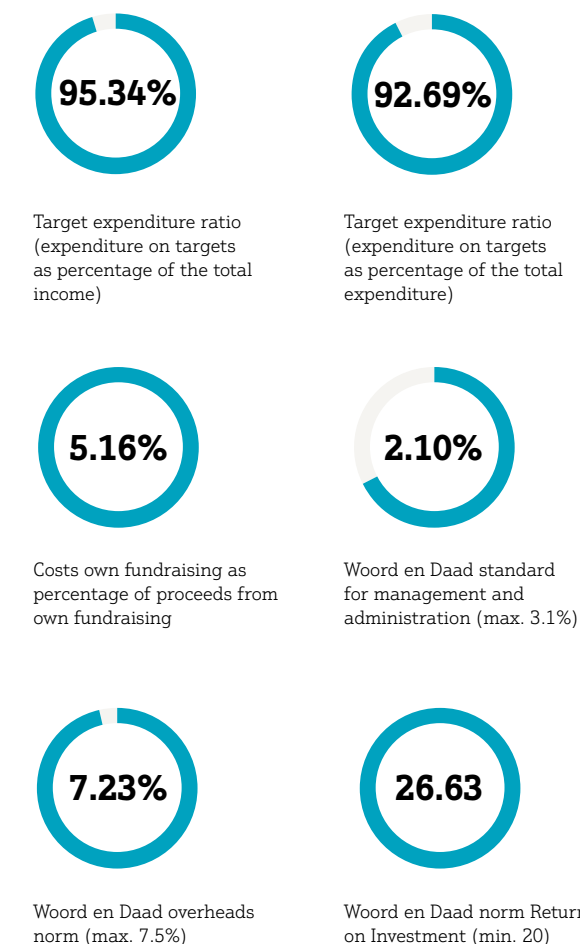 95.34%
92.69%
Target expenditure ratio
(expenditure on targets
as percentage of the total
income)
Target expenditure ratio
(expenditure on targets
as percentage of the total
expenditure)
5.16%
2.10%
Costs own fundraising as
percentage of proceeds from
own fundraising
Woord en Daad standard
for management and
administration (max. 3.1%)
7.23%
26.63
Woord en Daad overheads
norm (max. 7.5%)
Woord en Daad norm Return
on Investment (min. 20)